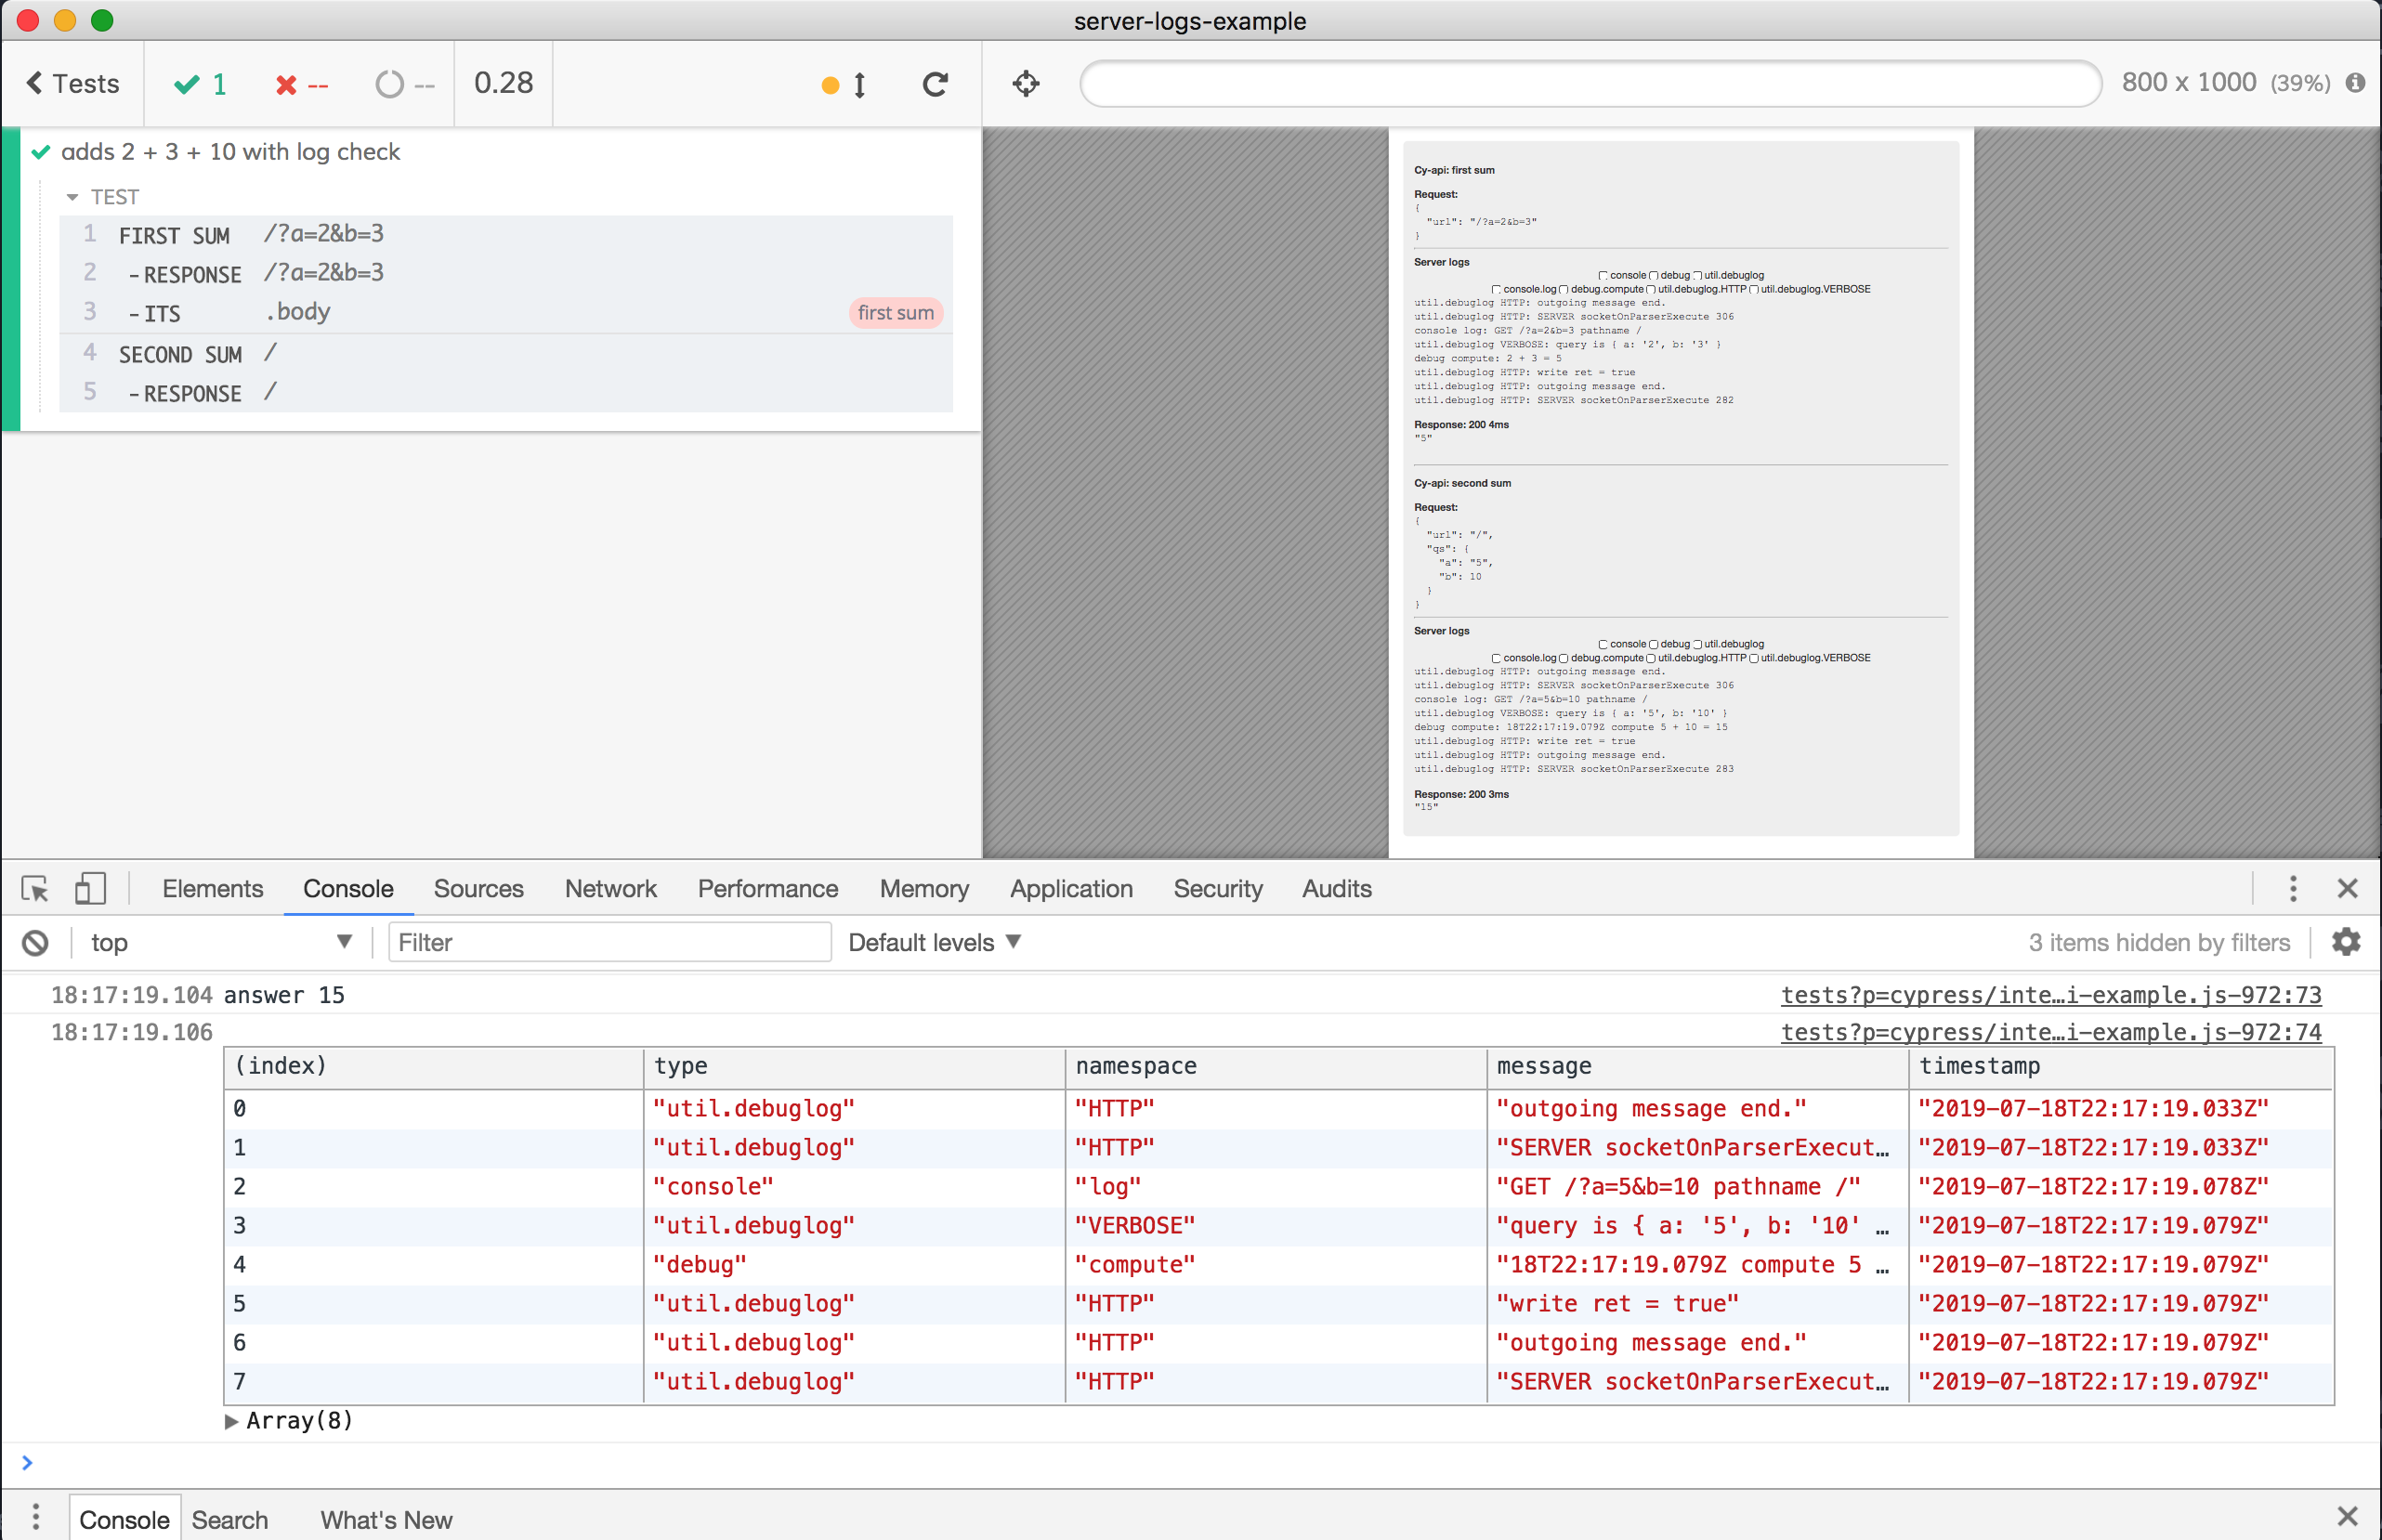 server-logs-example
Tests 1 -- -- 0.28
800 x 1000 (39%)
adds 2 + 3 + 10 with log check
TEST
1 FIRST SUM /?a=2&b=3
2 -RESPONSE /?a=2&b=3
3 -ITS .body first sum
4 SECOND SUM /
5 -RESPONSE /
Cy-api: first sum
Request:
{
"url": "/?a=2&b=3"
}
Server logs
console debug util.debuglog
console.log debug.compute util.debuglog.HTTP util.debuglog.VERBOSE
util.debuglog HTTP: outgoing message end.
util.debuglog HTTP: SERVER socketOnParserExecute 306
console log: GET /?a=2&b=3 pathname /
util.debuglog VERBOSE: query is { a: '2', b: '3' }
debug compute: 2 + 3 = 5
util.debuglog HTTP: write ret = true
util.debuglog HTTP: outgoing message end.
util.debuglog HTTP: SERVER socketOnParserExecute 282
Response: 200 4ms
"5"
Cy-api: second sum
Request:
{
"url": "/",
"qs": {
"a": "5",
"b": 10
}
}
Server logs
console debug util.debuglog
console.log debug.compute util.debuglog.HTTP util.debuglog.VERBOSE
util.debuglog HTTP: outgoing message end.
util.debuglog HTTP: SERVER socketOnParserExecute 306
console log: GET /?a=5&b=10 pathname /
util.debuglog VERBOSE: query is { a: '5', b: '10' }
debug compute: 18T22:17:19.079Z compute 5 + 10 = 15
util.debuglog HTTP: write ret = true
util.debuglog HTTP: outgoing message end.
util.debuglog HTTP: SERVER socketOnParserExecute 283
Response: 200 3ms
"15"
Elements Console Sources Network Performance Memory Application Security Audits
top Filter Default levels 3 items hidden by filters
18:17:19.104 answer 15 tests?p=cypress/inte…i-example.js-972:73
18:17:19.106 tests?p=cypress/inte…i-example.js-972:74
(index) type namespace message timestamp
0 "util.debuglog" "HTTP" "outgoing message end." "2019-07-18T22:17:19.033Z"
1 "util.debuglog" "HTTP" "SERVER socketOnParserExecut… "2019-07-18T22:17:19.033Z"
2 "console" "log" "GET /?a=5&b=10 pathname /" "2019-07-18T22:17:19.078Z"
3 "util.debuglog" "VERBOSE" "query is { a: '5', b: '10' … "2019-07-18T22:17:19.079Z"
4 "debug" "compute" "18T22:17:19.079Z compute 5 … "2019-07-18T22:17:19.079Z"
5 "util.debuglog" "HTTP" "write ret = true" "2019-07-18T22:17:19.079Z"
6 "util.debuglog" "HTTP" "outgoing message end." "2019-07-18T22:17:19.079Z"
7 "util.debuglog" "HTTP" "SERVER socketOnParserExecut… "2019-07-18T22:17:19.079Z"
Array(8)
Console Search What's New